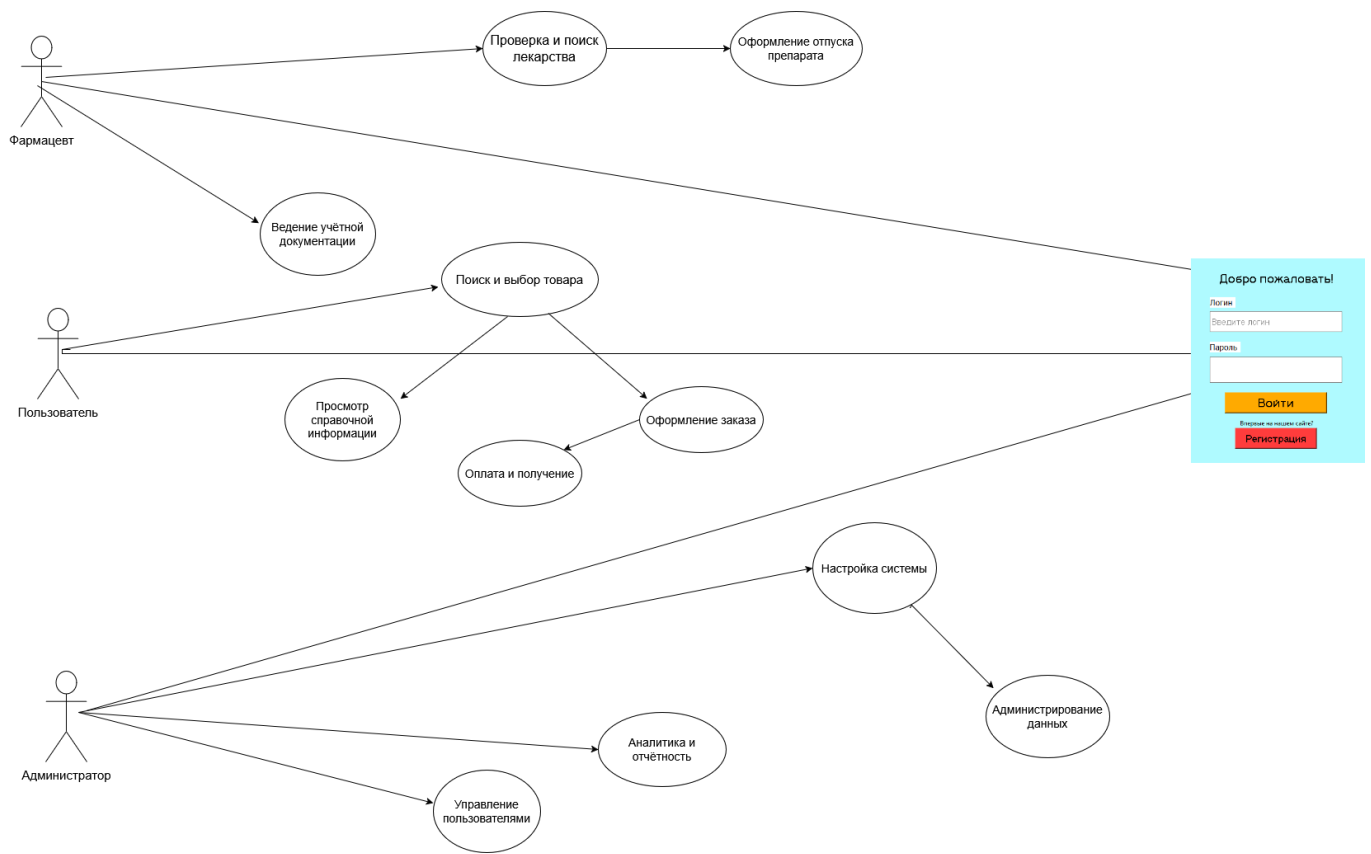 Проверка и поиск
лекарства
Оформление отпуска
препарата
Фармацевт
Ведение учётной
документации
Поиск и выбор товара
Добро пожаловать!
Логин
Введите логин
Пароль
Войти
Впервые на нашем сайте?
Регистрация
Пользователь
Просмотр
справочной
информации
Оформление заказа
Оплата и получение
Настройка системы
Администрирование
данных
Администратор
Аналитика и
отчётность
Управление
пользователями